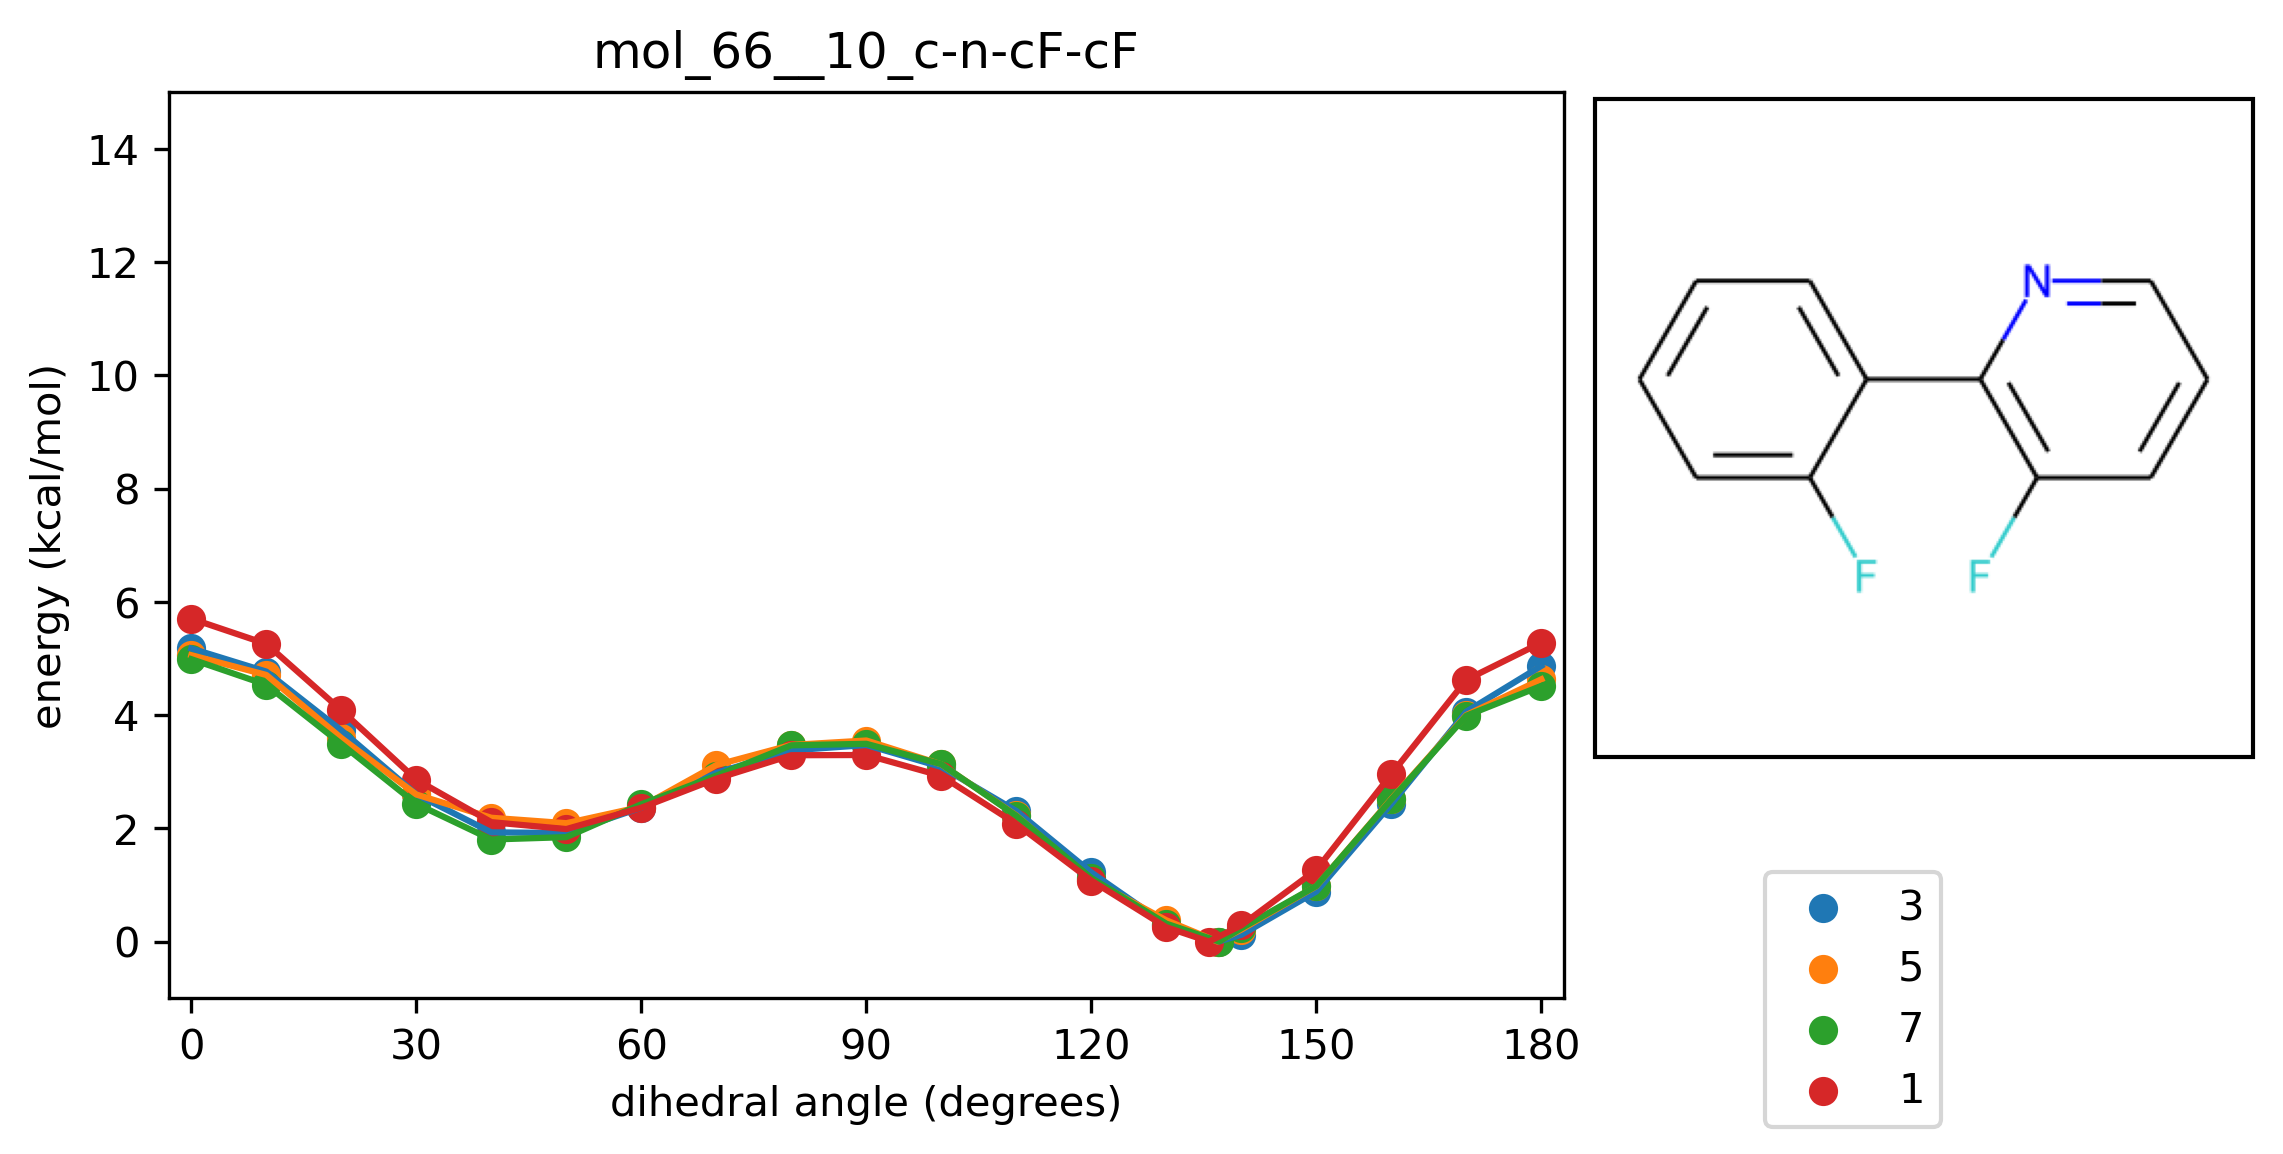 mol_66__10_c-n-cF-cF
energy (kcal/mol)
14
12
10
8
6
4
2
0
0 30 60 90 120 150 180
dihedral angle (degrees)
N
F F
3
5
7
1